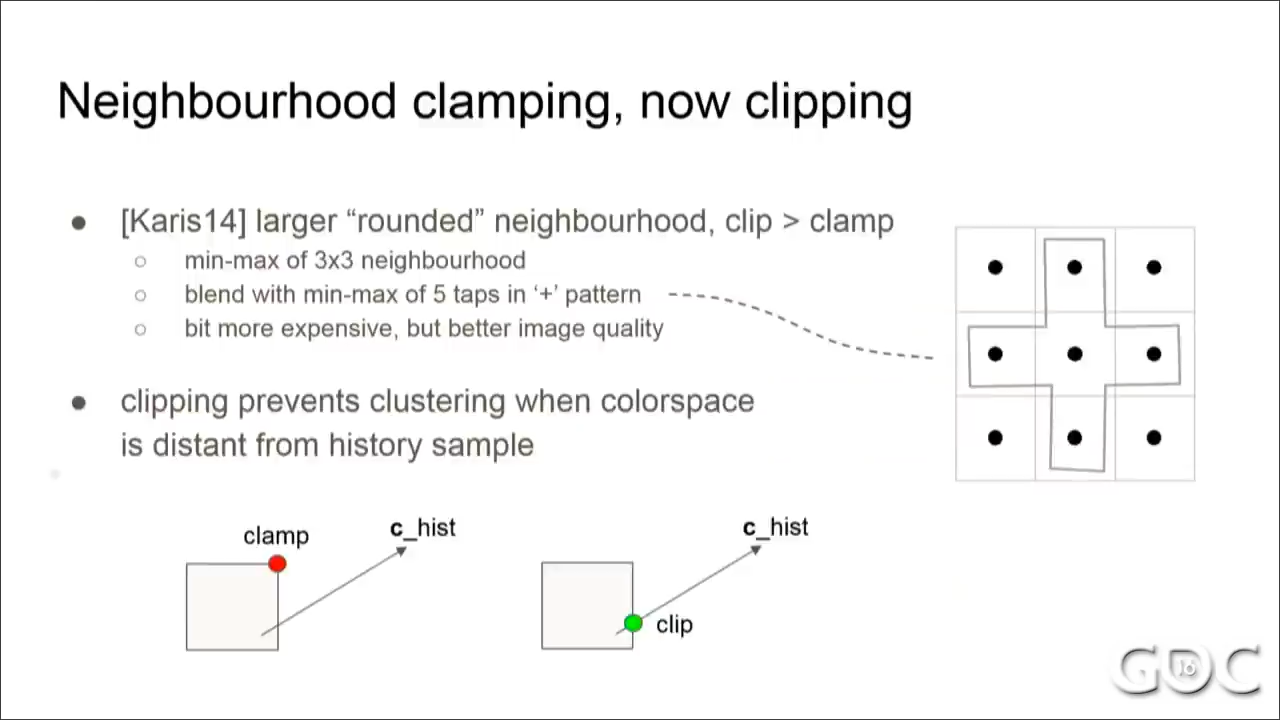 Neighbourhood clamping, now clipping
● [Karis14] larger “rounded” neighbourhood, clip > clamp
○ min-max of 3x3 neighbourhood
○ blend with min-max of 5 taps in ‘+’ pattern
○ bit more expensive, but better image quality
● clipping prevents clustering when colorspace
is distant from history sample
clamp
c_hist
c_hist
clip
GDC
16